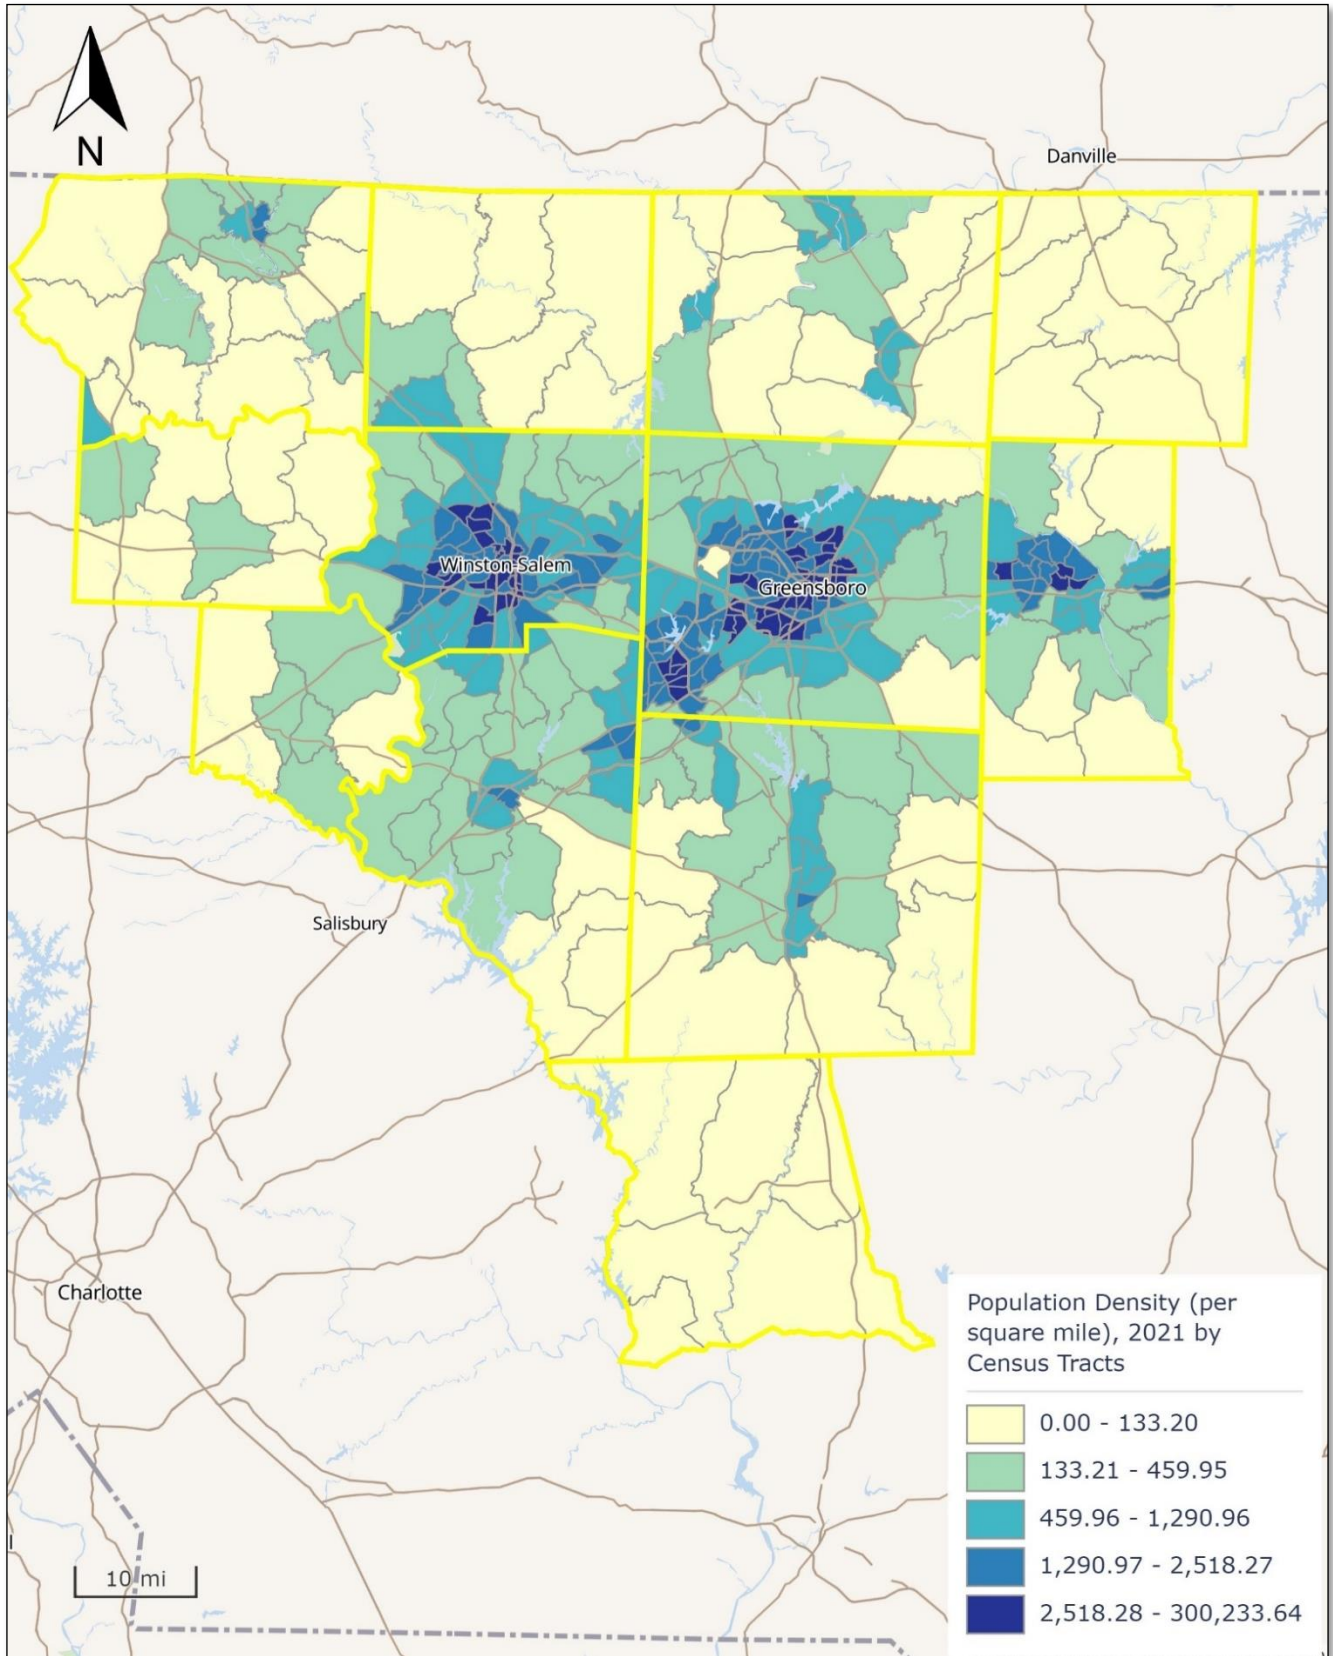 N
Danville
Winston-Salem
Greensboro
Salisbury
Charlotte
Population Density (per
square mile), 2021 by
Census Tracts
0.00 - 133.20
133.21 - 459.95
459.96 - 1,290.96
1,290.97 - 2,518.27
2,518.28 - 300,233.64
10 mi